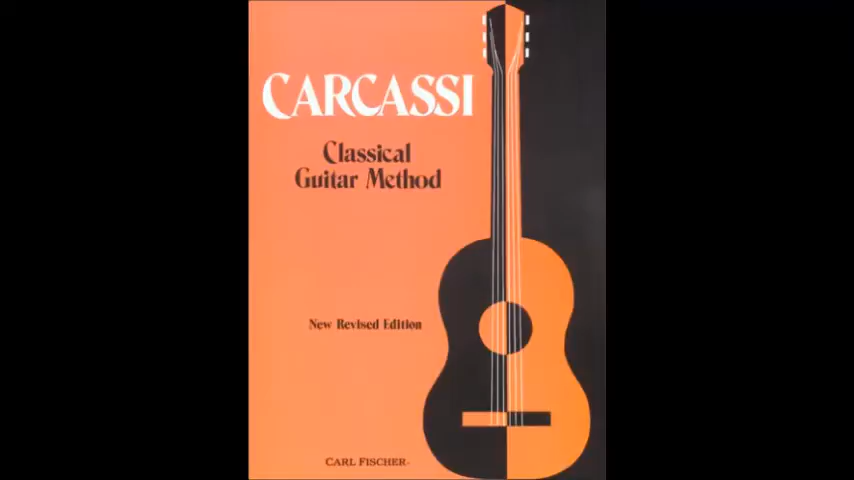 CARCASSI
Classical
Guitar Method
New Revised Edition
CARL FISCHER